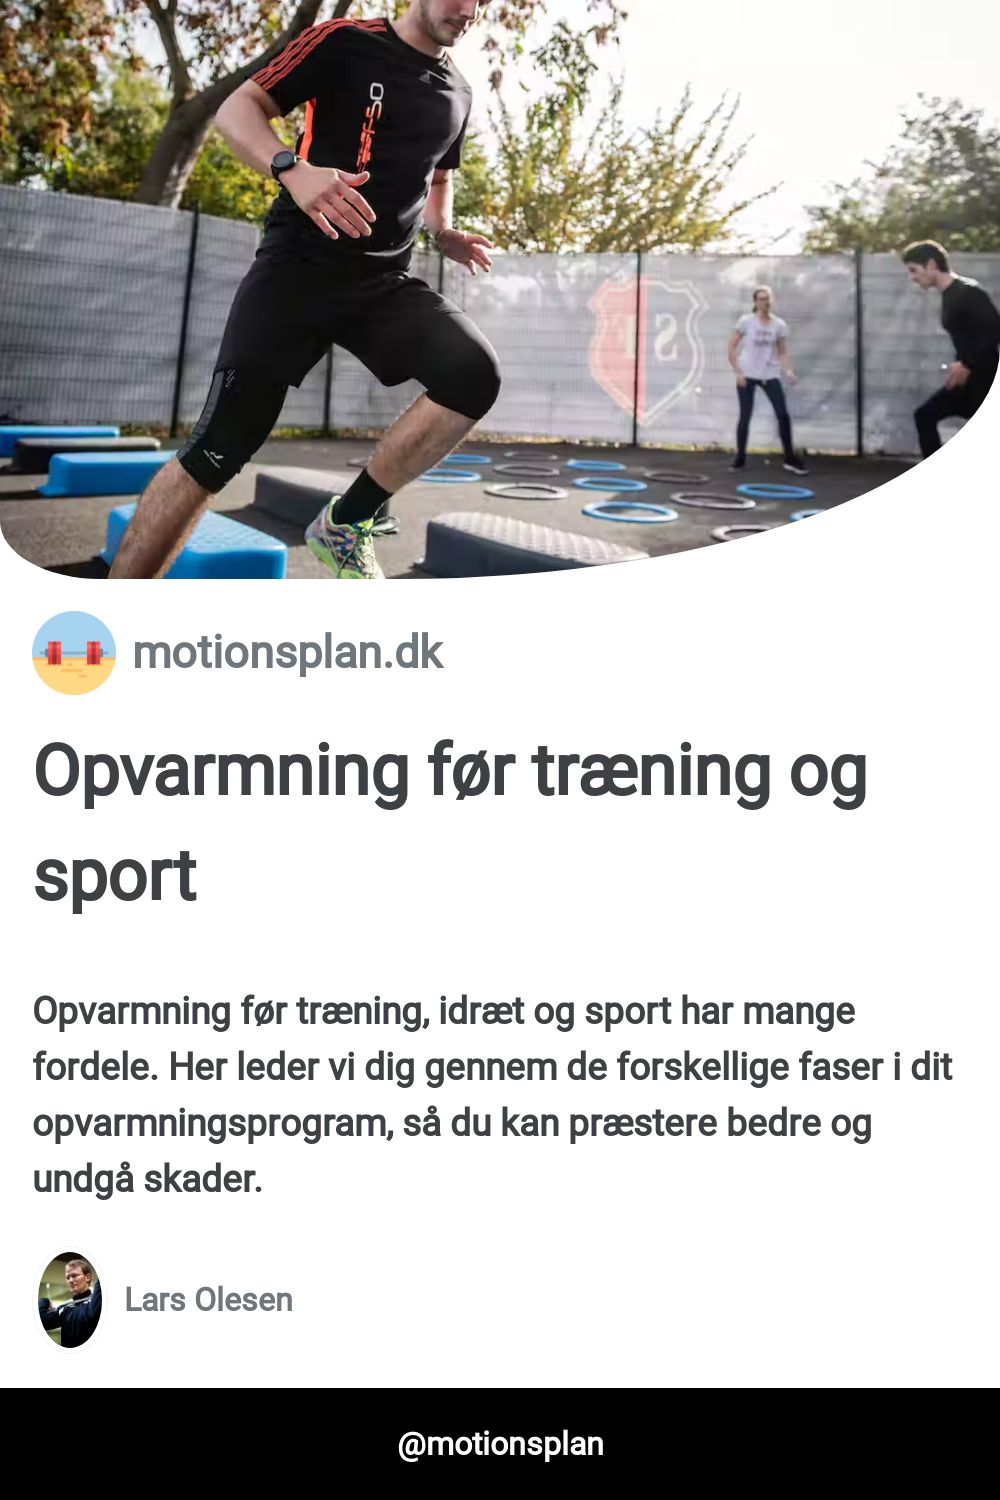 motionsplan.dk
Opvarmning før træning og
sport
Opvarmning før træning, idræt og sport har mange
fordele. Her leder vi dig gennem de forskellige faser i dit
opvarmningsprogram, så du kan præstere bedre og
undgå skader.
Lars Olesen
@motionsplan